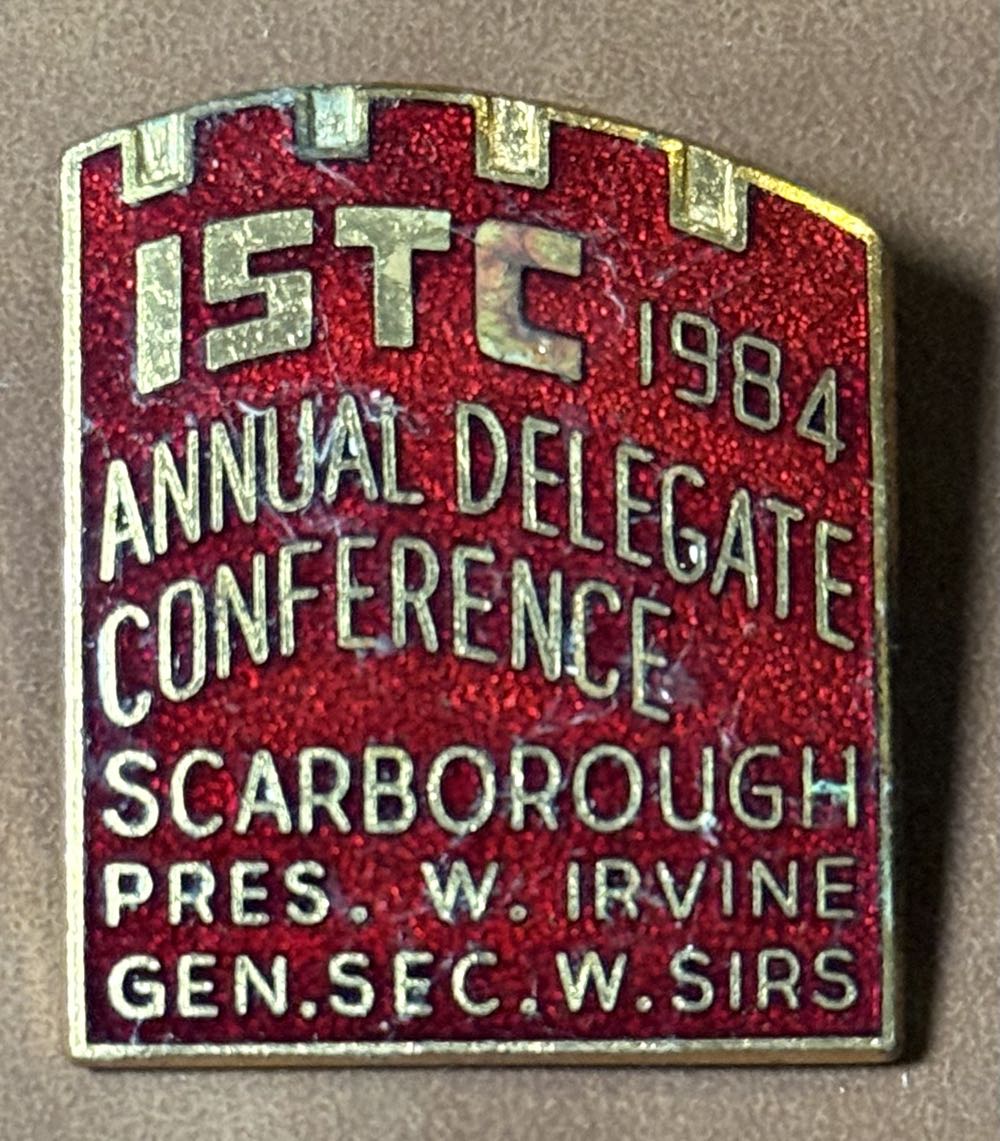 ISTC 1984
ANNUAL DELEGATE
CONFERENCE
SCARBOROUGH
PRES. W. IRVINE
GEN.SEC.W.SIRS